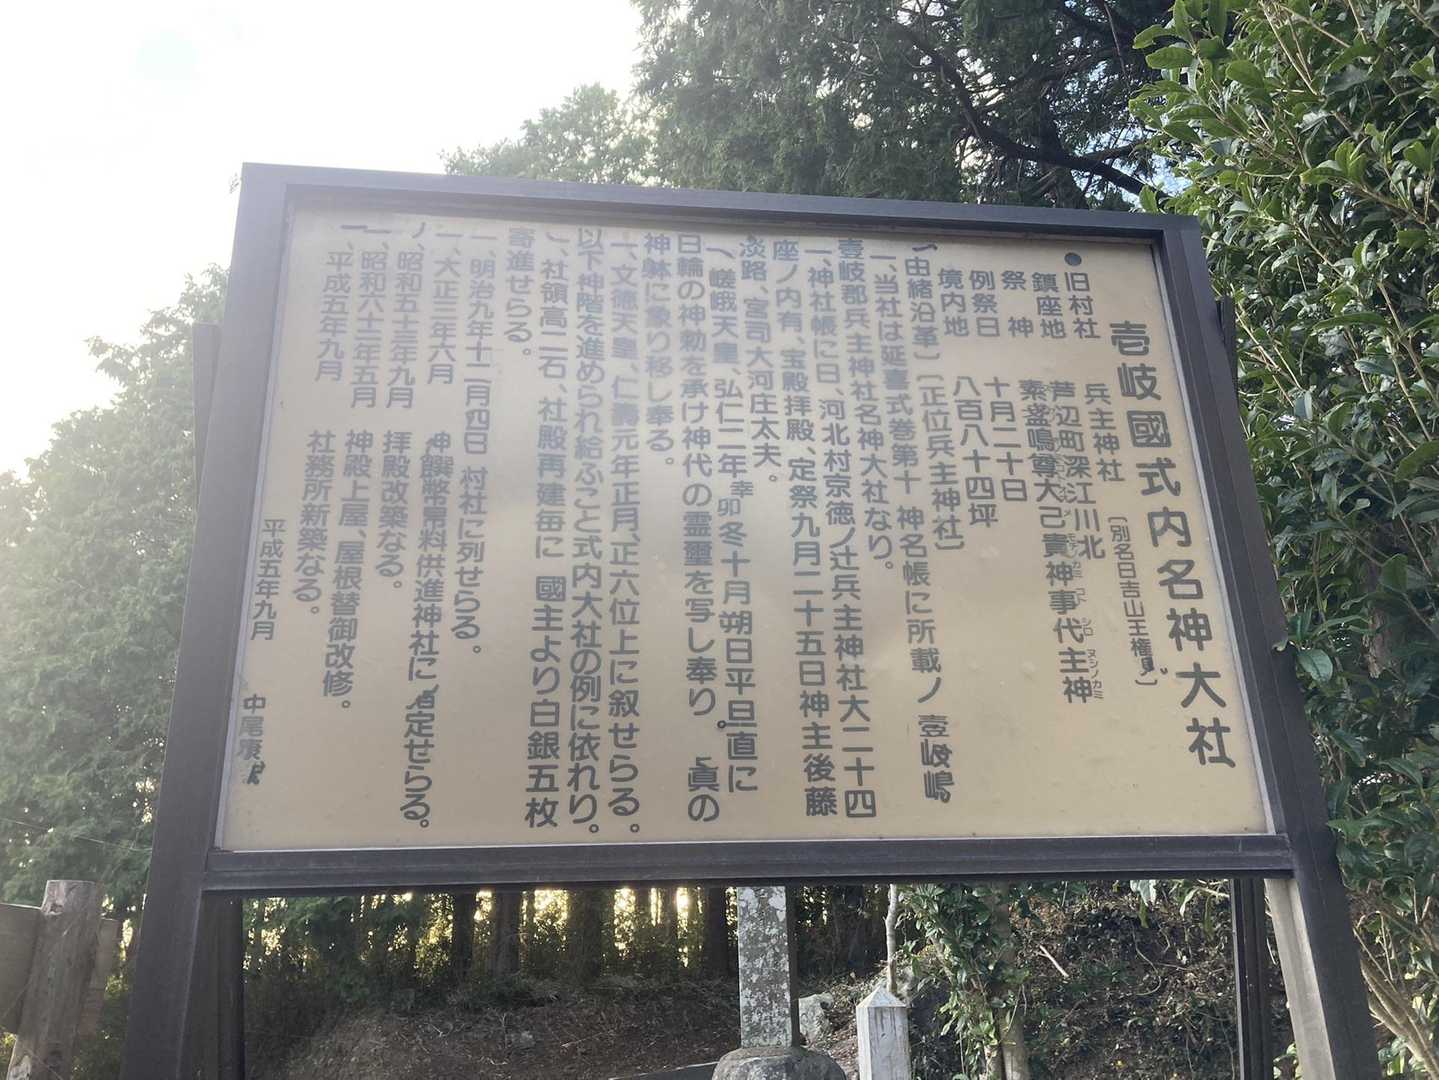 壱岐國式内名神大社
●旧村社 兵主神社〔別名日吉山王権見〕
鎮座地 芦辺町深江川北
祭神 素盞鳴尊大己貴神事代主神
例祭日 十月二十日
境内地 八百八十四坪
(由緒沿革)〔正位兵主神社〕
一、当社は延喜式巻第十 神名帳に所載ノ 壱岐嶋
壱岐郡兵主神社名神大社なり。
一、神社帳に曰、河北村京徳ノ辻兵主神社大二十四
座ノ内有、宝殿拝殿、定祭九月二十五日神主後藤
淡路、宮司大河庄太夫。
一、嵯峨天皇、弘仁二年辛卯冬十月朔日平旦直に
日輪の神勅を承け神代の霊璽を写し奉り。 眞の
神躰に象り移し奉る。
一、文徳天皇、仁壽元年正月、正六位上に叙せらる。
以下神階を進められ給ふこと式内大社の例に依れり。
、社領高二石、社殿再建毎に 國主より白銀五枚
寄進せらる。
一、明治九年十二月四日 村社に列せらる。
一、大正三年六月 神饌幣帛料供進神社に定せらる。
、昭和五十三年九月 拝殿改築なる。
一、昭和六十二年五月 神殿上屋、屋根替御改修。
一、平成五年九月 社務所新築なる。
平成五年九月 中尾